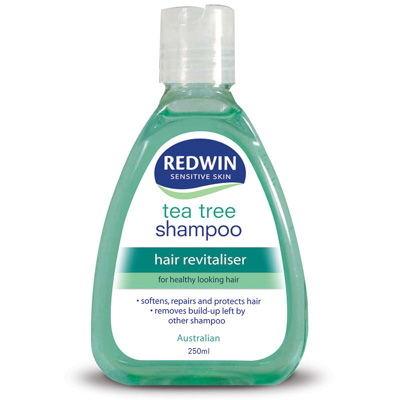 REDWIN
SENSITIVE SKIN
tea tree
shampoo
hair revitaliser
for healthy looking hair
• softens, repairs and protects hair
• removes build-up left by
other shampoo
Australian
250ml